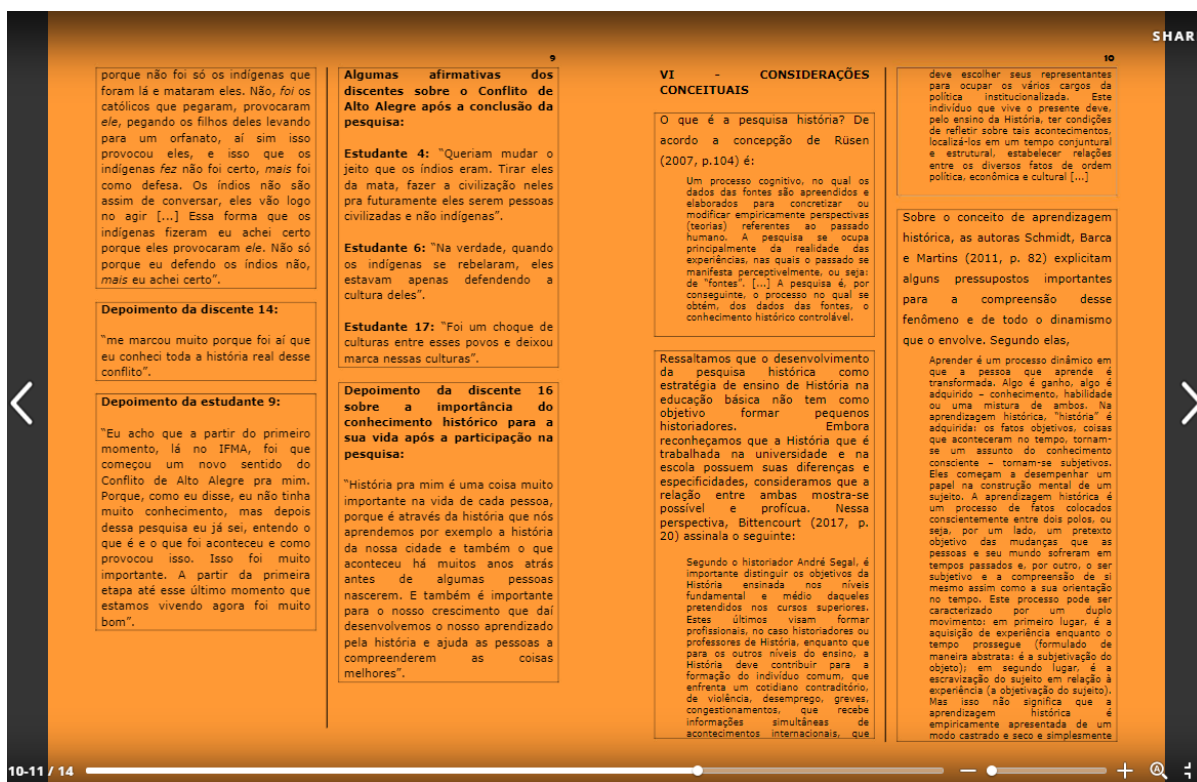 SHAR
9
porque não foi só os indígenas que
foram lá e mataram eles. Não, foi os
católicos que pegaram, provocaram
ele, pegando os filhos deles levando
para um orfanato, aí sim isso
provocou eles, e isso que os
indígenas fez não foi certo, mais foi
como defesa. Os índios não são
assim de conversar, eles vão logo
no agir [...] Essa forma que os
indígenas fizeram eu achei certo
porque eles provocaram ele. Não só
porque eu defendo os índios não,
mais eu achei certo”.
Depoimento da discente 14:
“me marcou muito porque foi aí que
eu conheci toda a história real desse
conflito”.
Depoimento da estudante 9:
“Eu acho que a partir do primeiro
momento, lá no IFMA, foi que
começou um novo sentido do
Conflito de Alto Alegre pra mim.
Porque, como eu disse, eu não tinha
muito conhecimento, mas depois
dessa pesquisa eu já sei, entendo o
que é e o que foi aconteceu e como
provocou isso. Isso foi muito
importante. A partir da primeira
etapa até esse último momento que
estamos vivendo agora foi muito
bom”.
Algumas afirmativas dos
discentes sobre o Conflito de
Alto Alegre após a conclusão da
pesquisa:
Estudante 4: “Queriam mudar o
jeito que os índios eram. Tirar eles
da mata, fazer a civilização neles
pra futuramente eles serem pessoas
civilizadas e não indígenas”.
Estudante 6: “Na verdade, quando
os indígenas se rebelaram, eles
estavam apenas defendendo a
cultura deles”.
Estudante 17: “Foi um choque de
culturas entre esses povos e deixou
marca nessas culturas”.
Depoimento da discente 16
sobre a importância do
conhecimento histórico para a
sua vida após a participação na
pesquisa:
“História pra mim é uma coisa muito
importante na vida de cada pessoa,
porque é através da história que nós
aprendemos por exemplo a história
da nossa cidade e também o que
aconteceu há muitos anos atrás
antes de algumas pessoas
nascerem. E também é importante
para o nosso crescimento que daí
desenvolvemos o nosso aprendizado
pela história e ajuda as pessoas a
compreenderem as coisas
melhores”.
10
VI - CONSIDERAÇÕES
CONCEITUAIS
O que é a pesquisa história? De
acordo a concepção de Rüsen
(2007, p.104) é:
Um processo cognitivo, no qual os
dados das fontes são apreendidos e
elaborados para concretizar ou
modificar empiricamente perspectivas
(teorias) referentes ao passado
humano. A pesquisa se ocupa
principalmente da realidade das
experiências, nas quais o passado se
manifesta perceptivelmente, ou seja:
de “fontes”. [...] A pesquisa é, por
conseguinte, o processo no qual se
obtém, dos dados das fontes, o
conhecimento histórico controlável.
Ressaltamos que o desenvolvimento
da pesquisa histórica como
estratégia de ensino de História na
educação básica não tem como
objetivo formar pequenos
historiadores. Embora
reconheçamos que a História que é
trabalhada na universidade e na
escola possuem suas diferenças e
especificidades, consideramos que a
relação entre ambas mostra-se
possível e profícua. Nessa
perspectiva, Bittencourt (2017, p.
20) assinala o seguinte:
Segundo o historiador André Segal, é
importante distinguir os objetivos da
História ensinada nos níveis
fundamental e médio daqueles
pretendidos nos cursos superiores.
Estes últimos visam formar
profissionais, no caso historiadores ou
professores de História, enquanto que
para os outros níveis do ensino, a
História deve contribuir para a
formação do indivíduo comum, que
enfrenta um cotidiano contraditório,
de violência, desemprego, greves,
congestionamentos, que recebe
informações simultâneas de
acontecimentos internacionais, que
deve escolher seus representantes
para ocupar os vários cargos da
política institucionalizada. Este
indivíduo que vive o presente deve,
pelo ensino da História, ter condições
de refletir sobre tais acontecimentos,
localizá-los em um tempo conjuntural
e estrutural, estabelecer relações
entre os diversos fatos de ordem
política, econômica e cultural [...]
Sobre o conceito de aprendizagem
histórica, as autoras Schmidt, Barca
e Martins (2011, p. 82) explicitam
alguns pressupostos importantes
para a compreensão desse
fenômeno e de todo o dinamismo
que o envolve. Segundo elas,
Aprender é um processo dinâmico em
que a pessoa que aprende é
transformada. Algo é ganho, algo é
adquirido – conhecimento, habilidade
ou uma mistura de ambos. Na
aprendizagem histórica, “história” é
adquirida: os fatos objetivos, coisas
que aconteceram no tempo, tornam-
se um assunto do conhecimento
consciente – tornam-se subjetivos.
Eles começam a desempenhar um
papel na construção mental de um
sujeito. A aprendizagem histórica é
um processo de fatos colocados
conscientemente entre dois polos, ou
seja, por um lado, um pretexto
objetivo das mudanças que as
pessoas e seu mundo sofreram em
tempos passados e, por outro, o ser
subjetivo e a compreensão de si
mesmo assim como a sua orientação
no tempo. Este processo pode ser
caracterizado por um duplo
movimento: em primeiro lugar, é a
aquisição de experiência enquanto o
tempo prossegue (formulado de
maneira abstrata: é a subjetivação do
objeto); em segundo lugar, é a
escravização do sujeito em relação à
experiência (a objetivação do sujeito).
Mas isso não significa que a
aprendizagem histórica é
empiricamente apresentada de um
modo castrado e seco e simplesmente
10-11 / 14